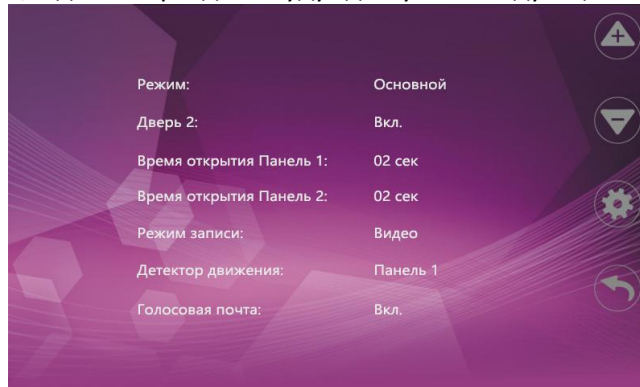 Режим: Основной
Дверь 2: Вкл.
Время открытия Панель 1: 02 сек
Время открытия Панель 2: 02 сек
Режим записи: Видео
Детектор движения: Панель 1
Голосовая почта: Вкл.